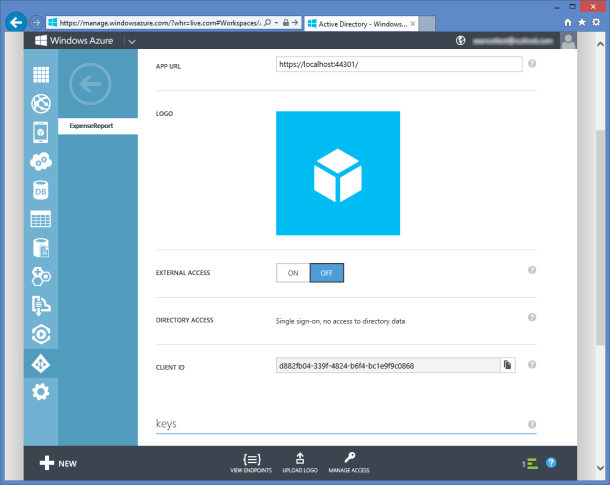 https://manage.windowsazure.com/?whr=live.com#Workspaces/
Active Directory - Windows...
Windows Azure
APP URL
https://localhost:44301/
LOGO
ExpenseReport
DB
EXTERNAL ACCESS
ON
OFF
DIRECTORY ACCESS
Single sign-on, no access to directory data
CLIENT ID
d882fb04-339f-4824-b6f4-bc1e9f9c0868
keys
NEW
VIEW ENDPOINTS
UPLOAD LOGO
MANAGE ACCESS
1